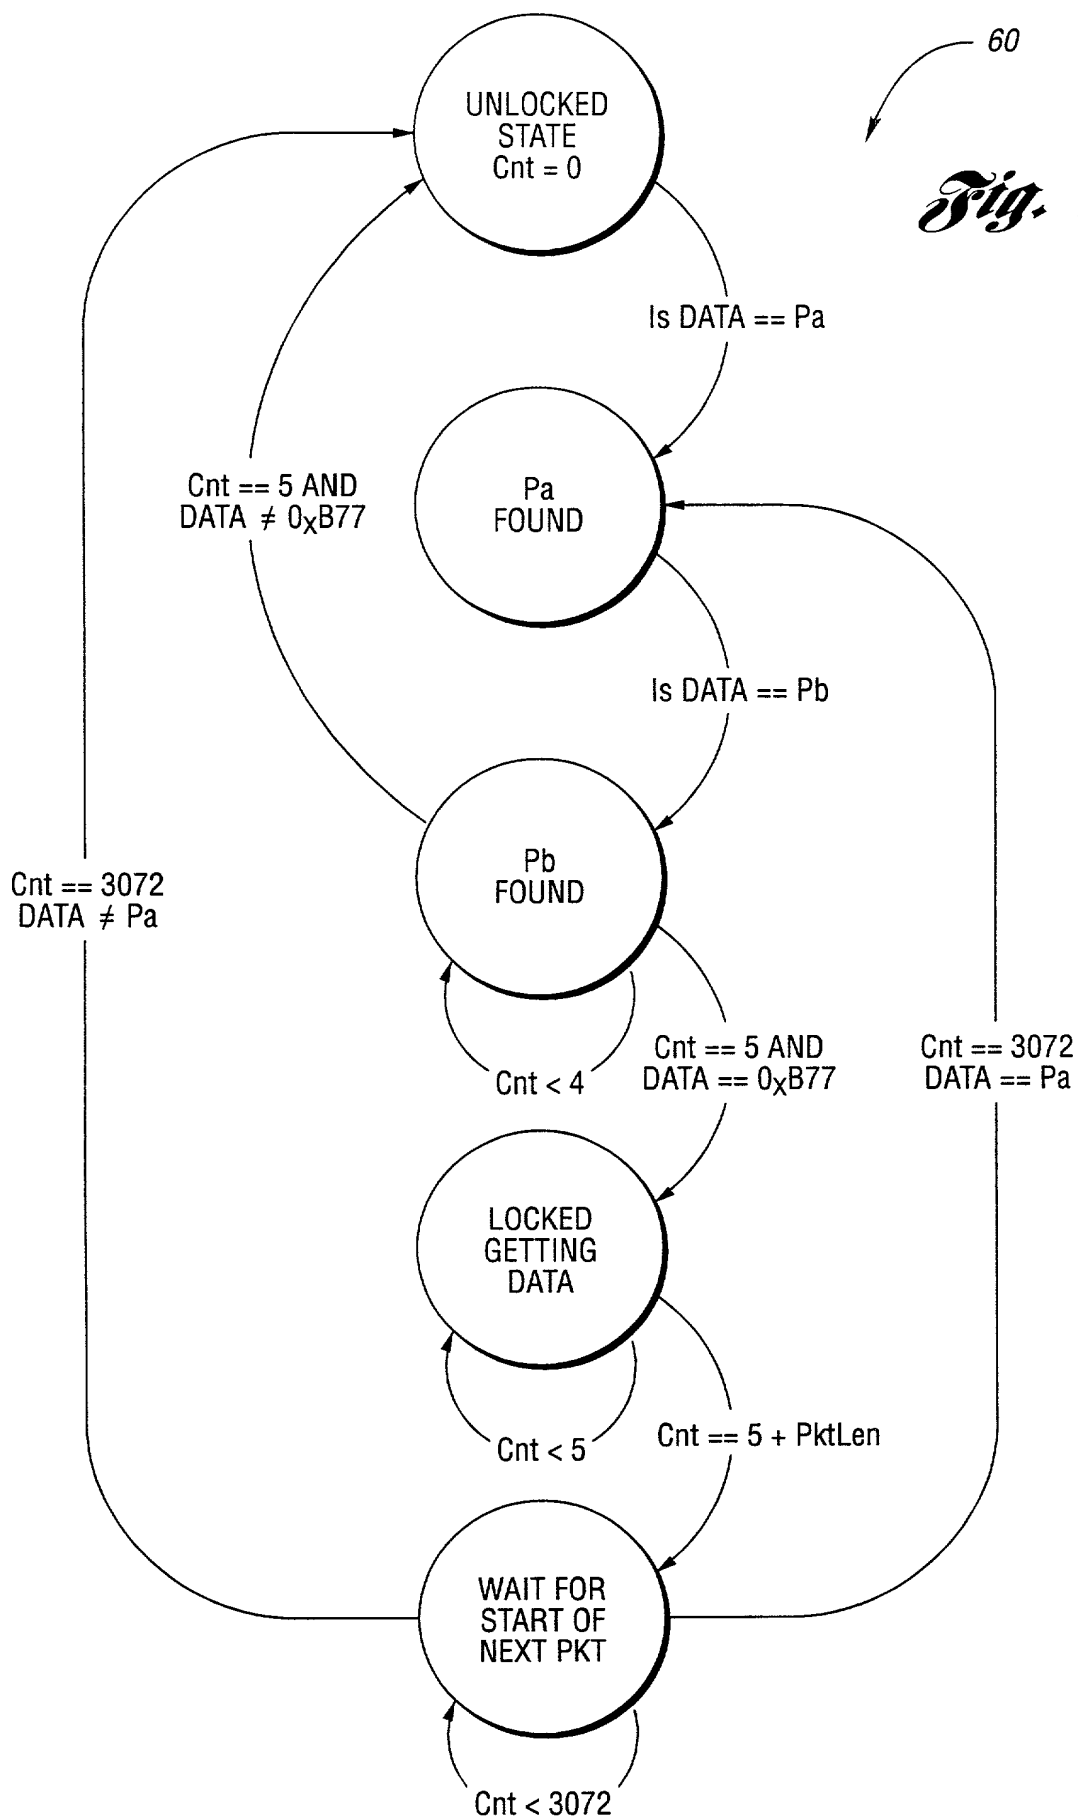 60
Fig.
UNLOCKED
STATE
Cnt = 0
Is DATA == Pa
Pa
FOUND
Cnt == 5 AND
DATA ≠ 0xB77
Is DATA == Pb
Pb
FOUND
Cnt == 3072
DATA ≠ Pa
Cnt < 4
Cnt == 5 AND
DATA == 0xB77
Cnt == 3072
DATA == Pa
LOCKED
GETTING
DATA
Cnt < 5
Cnt == 5 + PktLen
WAIT FOR
START OF
NEXT PKT
Cnt < 3072